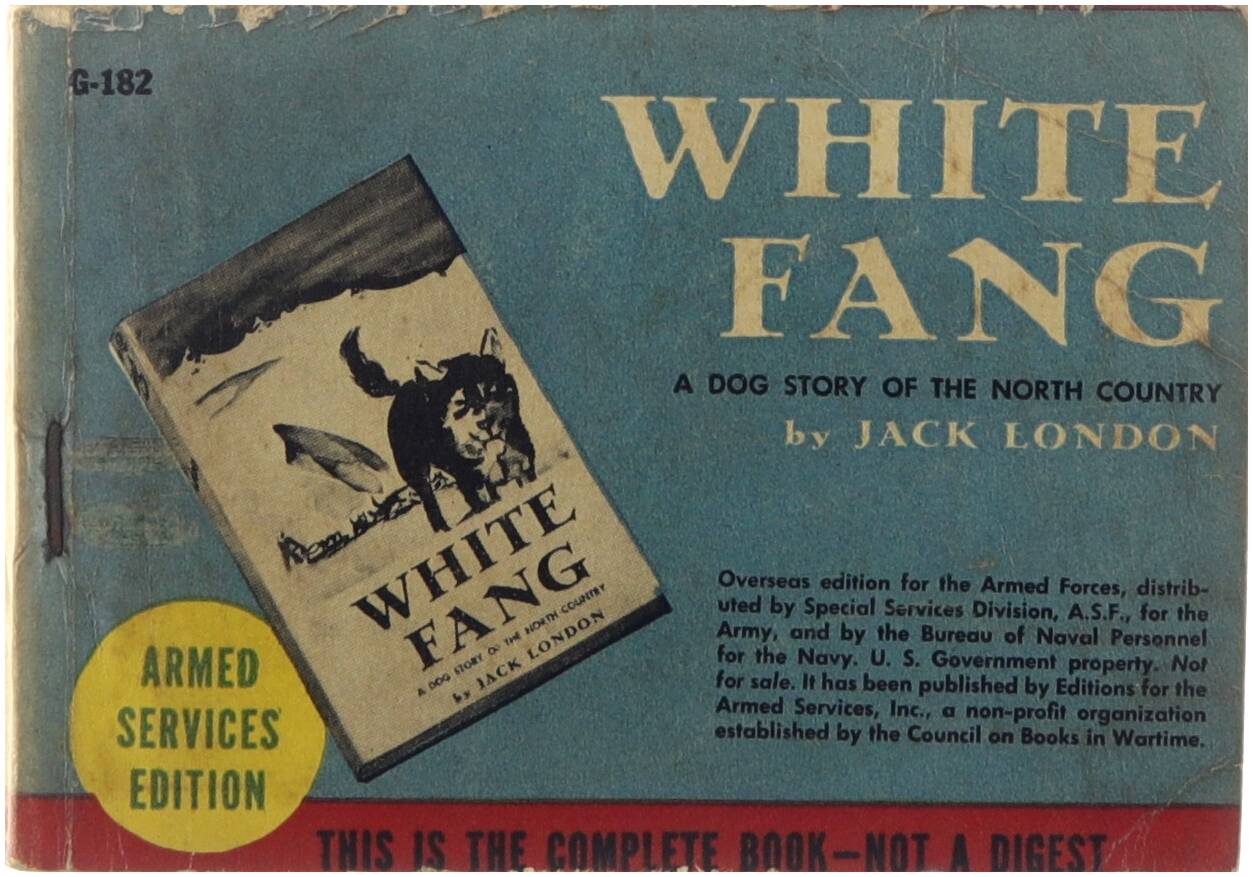 G-182
WHITE
FANG
A DOG STORY OF THE NORTH COUNTRY
by JACK LONDON
WHITE
FANG
A DOG STORY OF THE NORTH COUNTRY
by JACK LONDON
Overseas edition for the Armed Forces, distrib-
uted by Special Services Division, A.S.F., for the
Army, and by the Bureau of Naval Personnel
for the Navy. U. S. Government property. Not
for sale. It has been published by Editions for the
Armed Services, Inc., a non-profit organization
established by the Council on Books in Wartime.
ARMED
SERVICES
EDITION
THIS IS THE COMPLETE BOOK—NOT A DIGEST